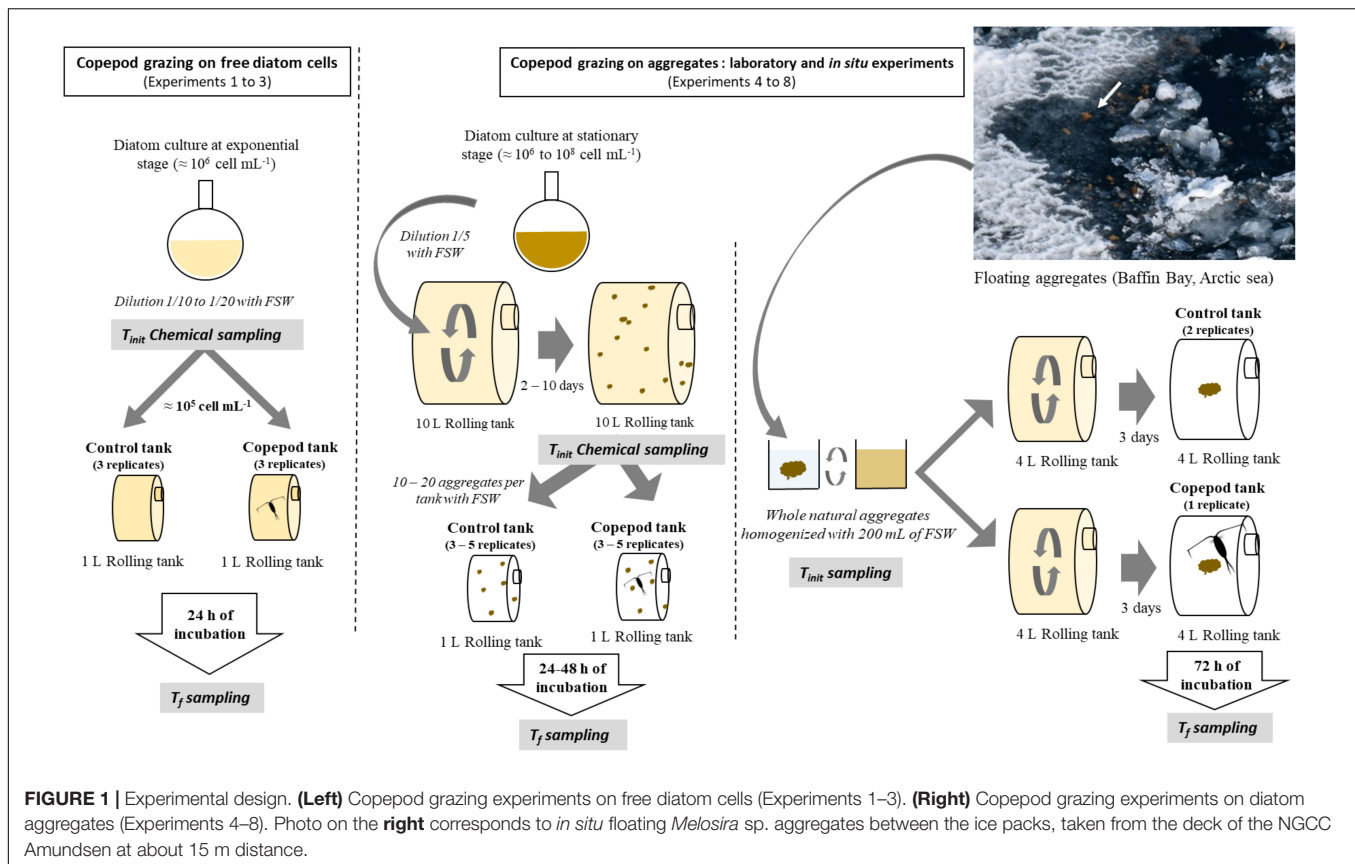 Copepod grazing on free diatom cells
(Experiments 1 to 3)
Diatom culture at exponential
stage (≈ 10⁶ cell mL⁻¹)
Dilution 1/10 to 1/20 with FSW
T_init Chemical sampling
≈ 10⁵ cell mL⁻¹
Control tank
(3 replicates)
1 L Rolling tank
Copepod tank
(3 replicates)
1 L Rolling tank
24 h of
incubation
T_f sampling
Copepod grazing on aggregates : laboratory and in situ experiments
(Experiments 4 to 8)
Diatom culture at stationary
stage (≈ 10⁶ to 10⁸ cell mL⁻¹)
Dilution 1/5
with FSW
10 L Rolling tank
2 – 10 days
10 L Rolling tank
T_init Chemical sampling
10 – 20 aggregates per
tank with FSW
Control tank
(3 – 5 replicates)
1 L Rolling tank
Copepod tank
(3 – 5 replicates)
1 L Rolling tank
24-48 h of
incubation
T_f sampling
Floating aggregates (Baffin Bay, Arctic sea)
Whole natural aggregates
homogenized with 200 mL of FSW
T_init sampling
4 L Rolling tank
3 days
Control tank
(2 replicates)
4 L Rolling tank
4 L Rolling tank
3 days
Copepod tank
(1 replicate)
4 L Rolling tank
72 h of
incubation
T_f sampling
FIGURE 1 | Experimental design. (Left) Copepod grazing experiments on free diatom cells (Experiments 1–3). (Right) Copepod grazing experiments on diatom
aggregates (Experiments 4–8). Photo on the right corresponds to in situ floating Melosira sp. aggregates between the ice packs, taken from the deck of the NGCC
Amundsen at about 15 m distance.